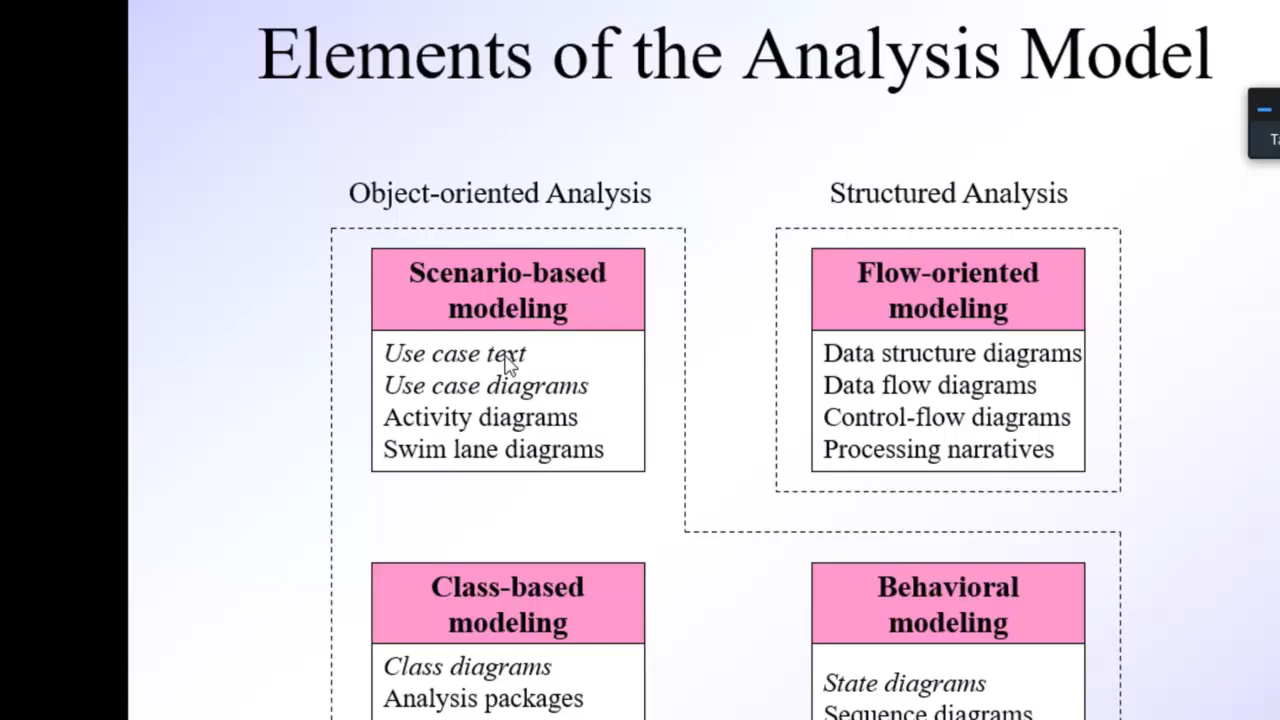 Elements of the Analysis Model
Object-oriented Analysis
Structured Analysis
Scenario-based
modeling
Use case text
Use case diagrams
Activity diagrams
Swim lane diagrams
Flow-oriented
modeling
Data structure diagrams
Data flow diagrams
Control-flow diagrams
Processing narratives
Class-based
modeling
Class diagrams
Analysis packages
Behavioral
modeling
State diagrams
Sequence diagrams